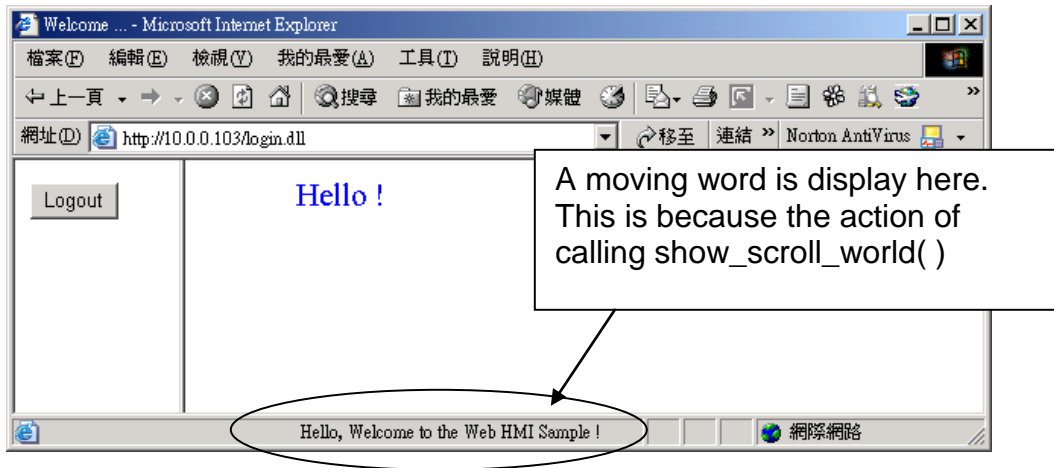 Welcome ... - Microsoft Internet Explorer
檔案(F) 編輯(E) 檢視(V) 我的最愛(A) 工具(T) 說明(H)
上一頁 搜尋 我的最愛 媒體 »
網址(D) http://10.0.0.103/login.dll 移至 連結 » Norton AntiVirus
Logout
Hello !
A moving word is display here.
This is because the action of
calling show_scroll_world( )
Hello, Welcome to the Web HMI Sample !
網際網路